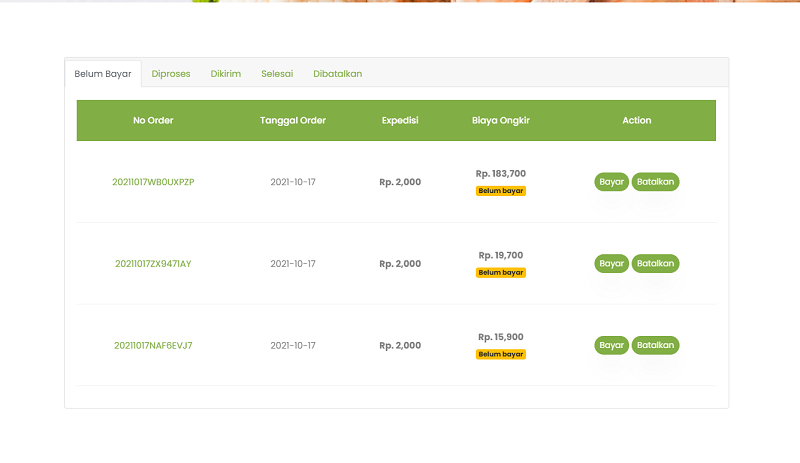 Belum Bayar Diproses Dikirim Selesai Dibatalkan
No Order Tanggal Order Expedisi Biaya Ongkir Action
20211017WB0UXPZP 2021-10-17 Rp. 2,000 Rp. 183,700 Bayar Batalkan
Belum bayar
20211017ZX947IAY 2021-10-17 Rp. 2,000 Rp. 19,700 Bayar Batalkan
Belum bayar
20211017NAF6EVJ7 2021-10-17 Rp. 2,000 Rp. 15,900 Bayar Batalkan
Belum bayar